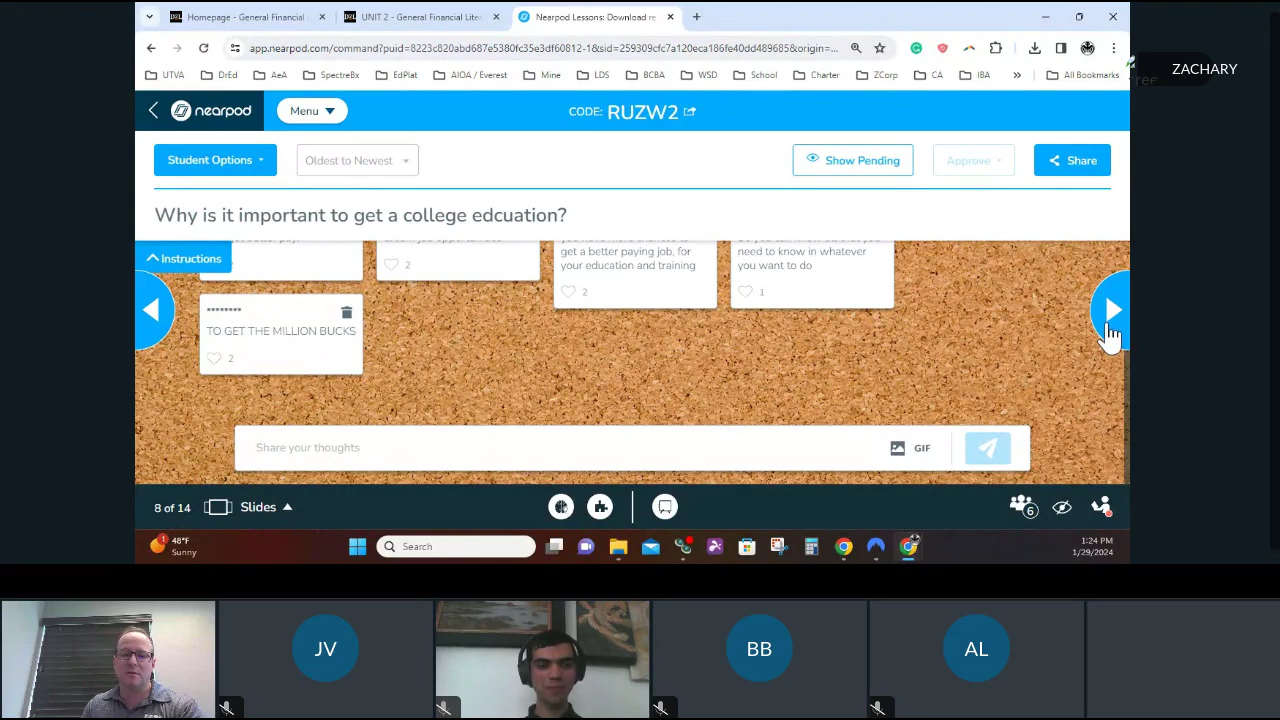 Homepage - General Financial
UNIT 2 - General Financial Lite
Nearpod Lessons: Download re
ZACHARY
app.nearpod.com/command?puid=8223c820abd687e5380fc35e3df60812-1&sid=259309cfc7a120eca186fe40dd489685&origin=...
UTVA DrEd AeA SpectreBx EdPlat AIOA / Everest Mine LDS BCBA WSD School Charter ZCorp CA IBA » All Bookmarks
nearpod Menu CODE: RUZW2
Student Options Oldest to Newest Show Pending Approve Share
Why is it important to get a college edcuation?
Instructions
2
get a better paying job, for
your education and training
2
need to know in whatever
you want to do
1
********
TO GET THE MILLION BUCKS
2
Share your thoughts GIF
8 of 14 Slides 6
1 48°F
Sunny
Search
1:24 PM
1/29/2024
JV BB AL